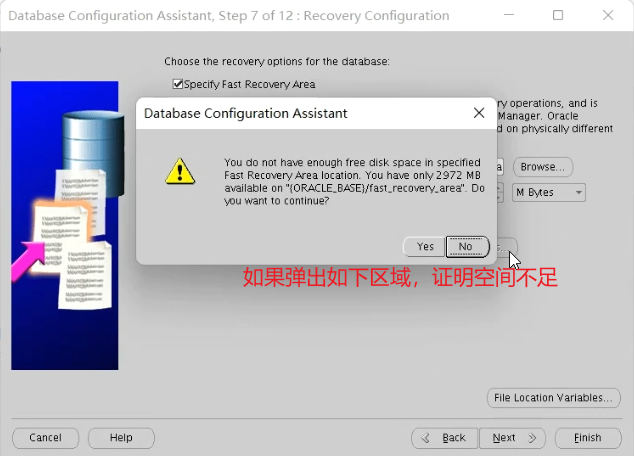 Database Configuration Assistant, Step 7 of 12 : Recovery Configuration
Choose the recovery options for the database:
Specify Fast Recovery Area
ry operations, and is
Manager. Oracle
d on physically different
Database Configuration Assistant
You do not have enough free disk space in specified
Fast Recovery Area location. You have only 2972 MB
available on "{ORACLE_BASE}/fast_recovery_area". Do
you want to continue?
a
Browse...
M Bytes
Yes
No
如果弹出如下区域，证明空间不足
File Location Variables...
Cancel
Help
Back
Next
Finish